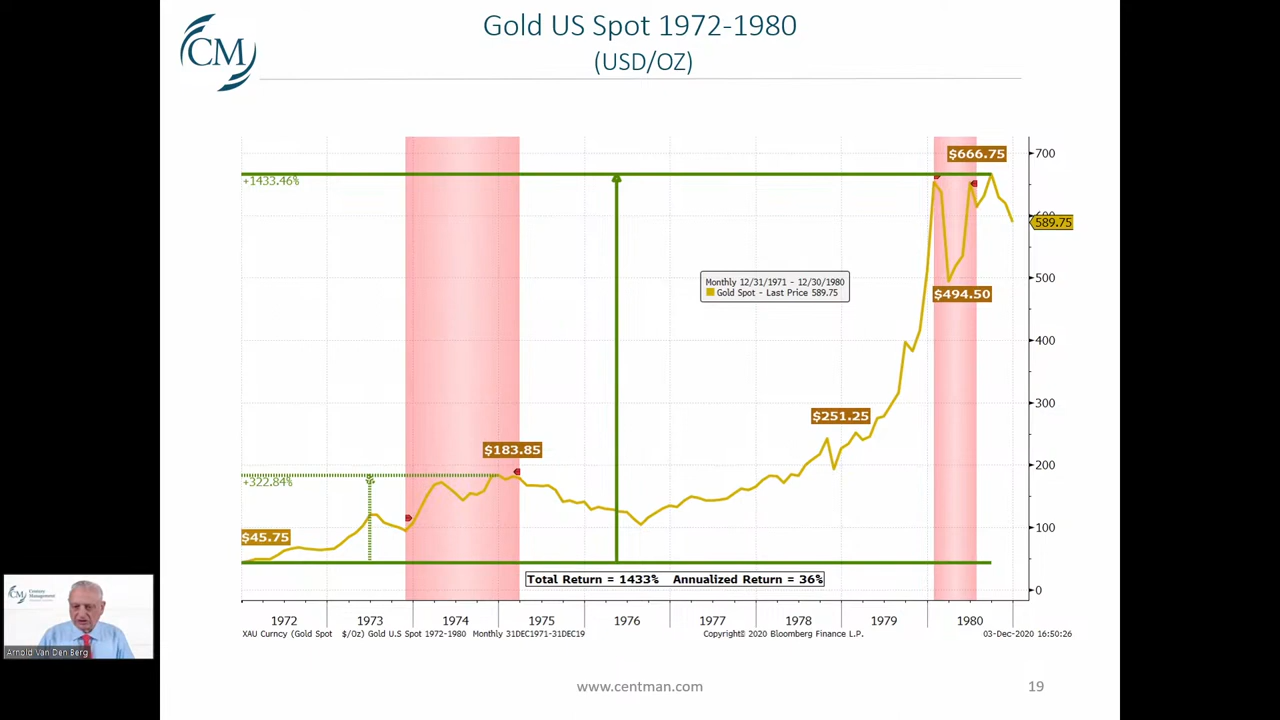 CM
Gold US Spot 1972-1980
(USD/OZ)
$666.75
700
+1433.46%
600
589.75
Monthly 12/31/1971 - 12/30/1980
Gold Spot - Last Price 589.75
500
$494.50
400
$251.25
300
$183.85
200
+322.84%
100
$45.75
Total Return = 1433% Annualized Return = 36%
0
1972 1973 1974 1975 1976 1977 1978 1979 1980
XAU Curncy (Gold Spot $/Oz) Gold U.S Spot 1972-1980 Monthly 31DEC1971-31DEC19 Copyright© 2020 Bloomberg Finance L.P. 03-Dec-2020 16:50:26
CM Century
Management
Arnold Van Den Berg
www.centman.com 19